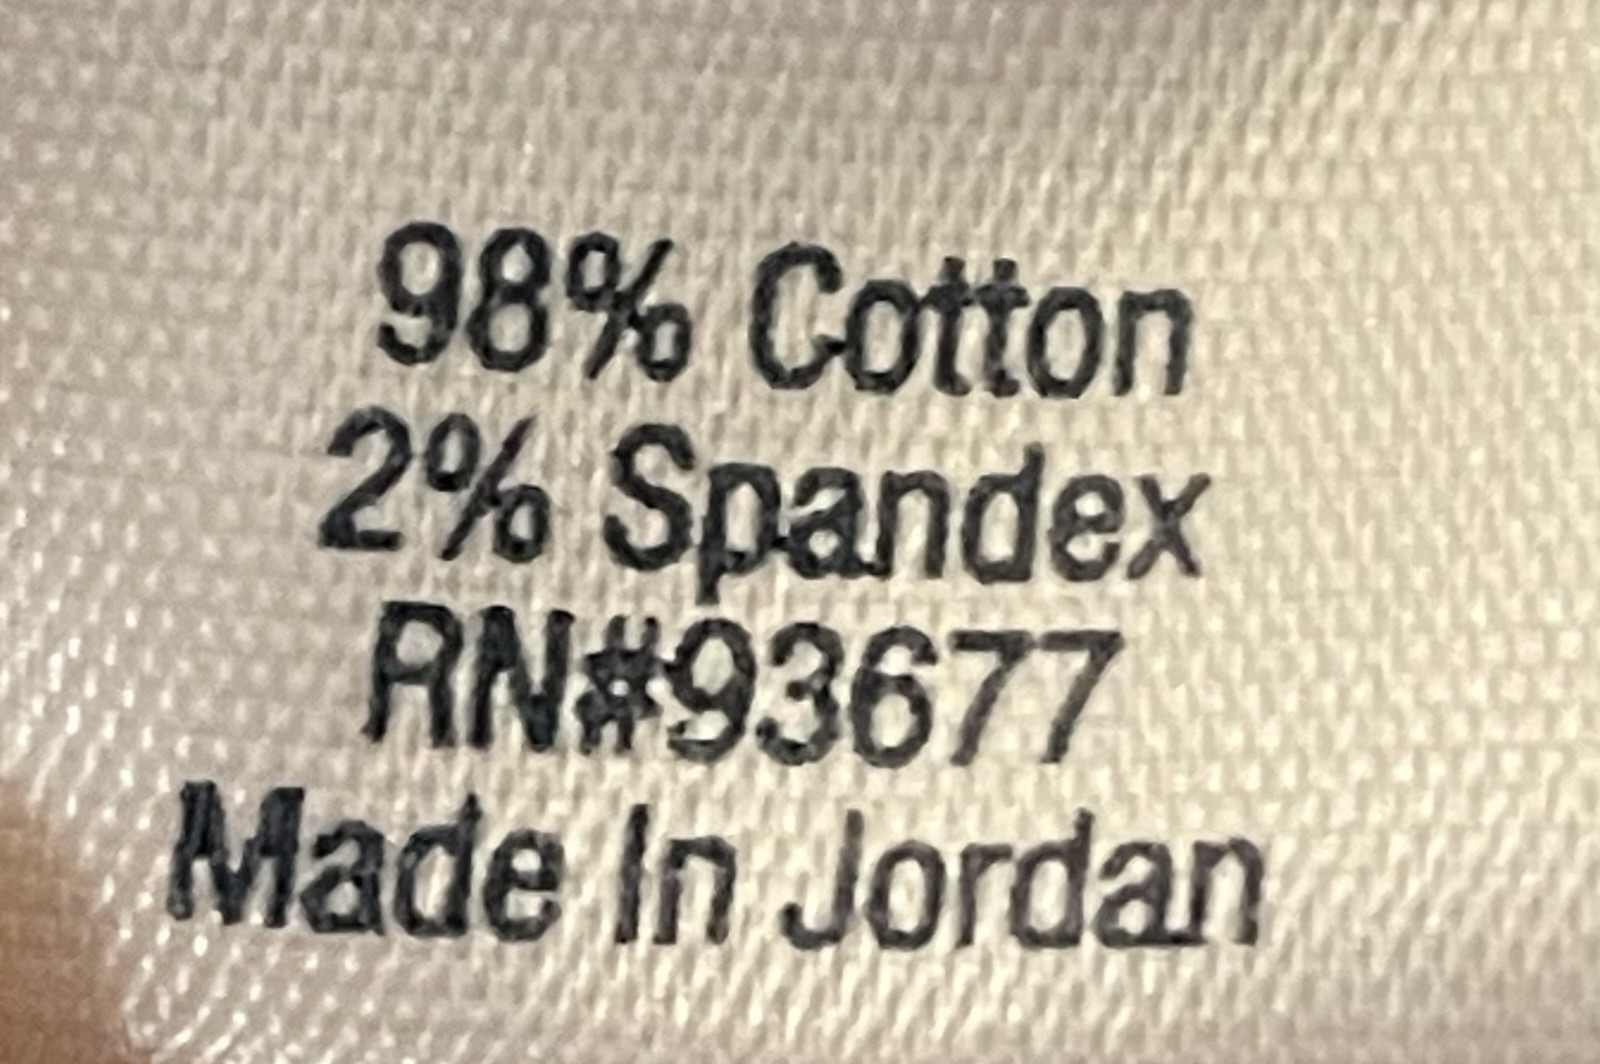 98% Cotton
2% Spandex
RN#93677
Made In Jordan